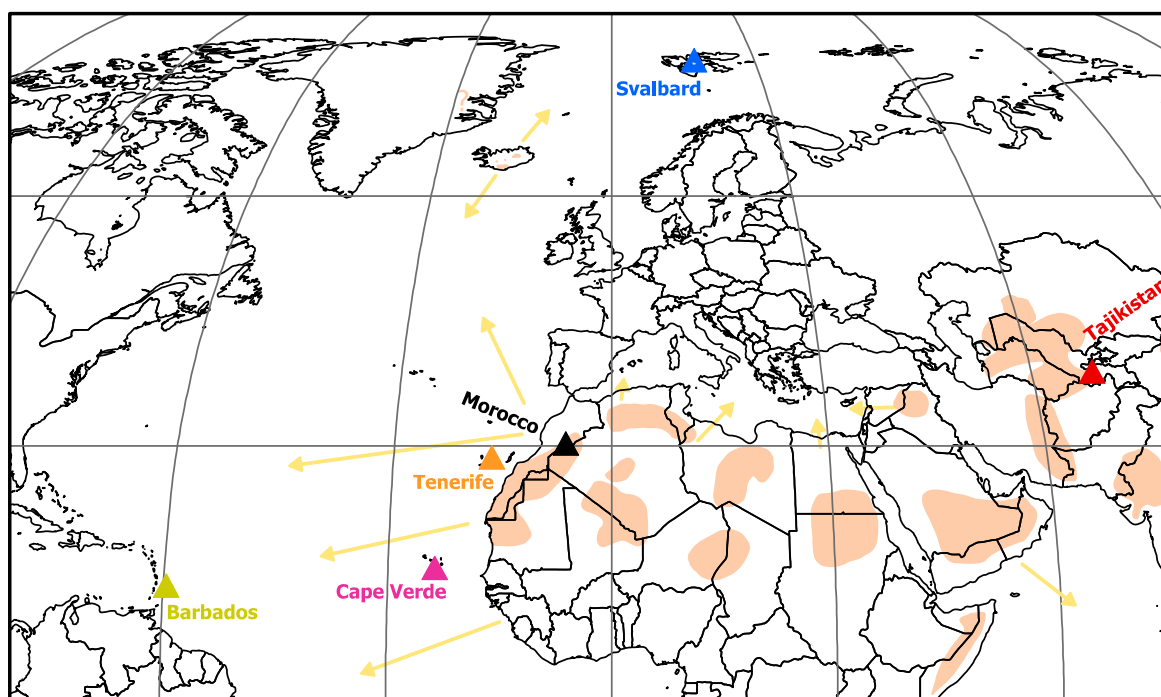 Svalbard
Tajikistan
Morocco
Tenerife
Cape Verde
Barbados